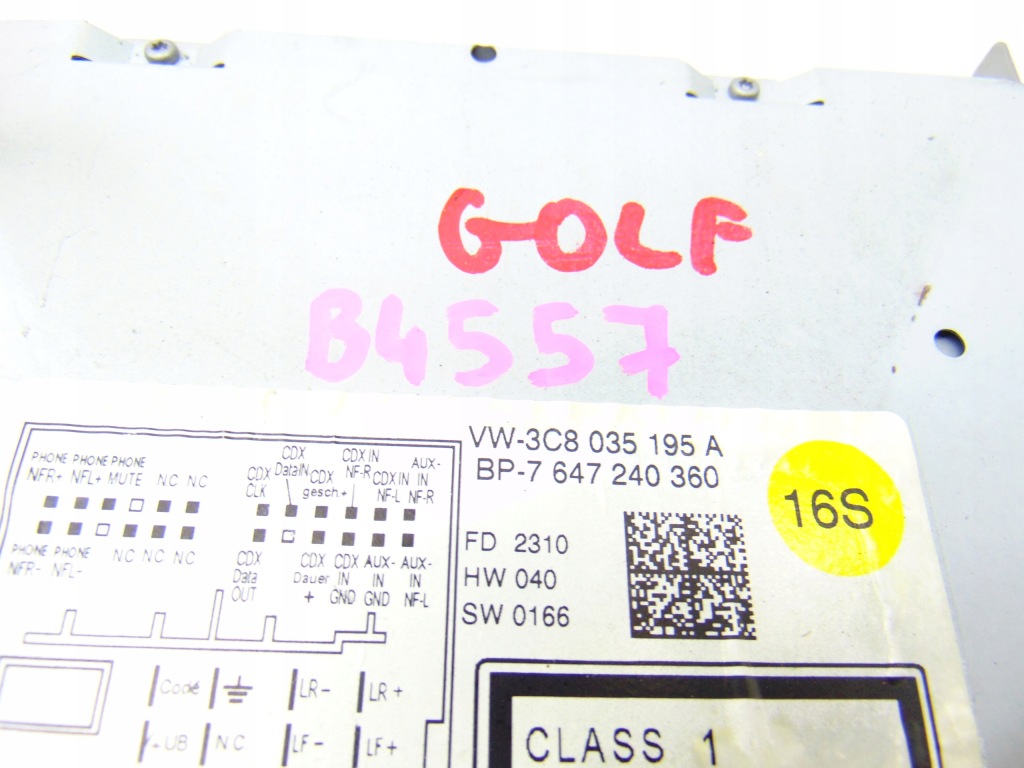 GOLF
B4557
VW-3C8 035 195 A
BP-7 647 240 360
16S
FD 2310
HW 040
SW 0166
PHONE PHONE PHONE
NFR+ NFL+ MUTE NC NC
CDX CLK
CDX DataIN
CDX gesch.+
CDX IN NF-R
CDX IN NF-L
AUX-IN NF-R
PHONE PHONE
NFR- NFL- NC NC NC
CDX Data OUT
CDX Dauer +
CDX IN GND
AUX-IN GND
AUX-IN NF-L
Code LR- LR+
+UB NC LF- LF+
CLASS 1